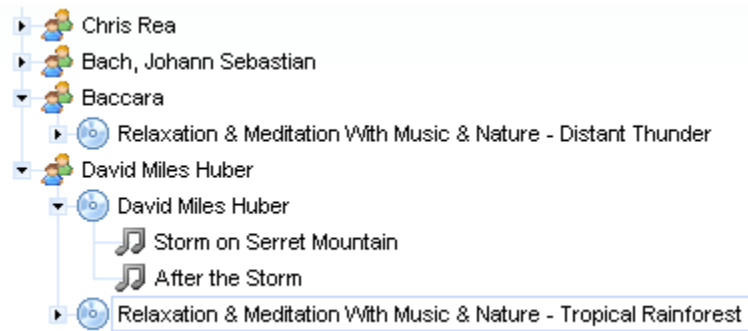 Chris Rea
Bach, Johann Sebastian
Baccara
Relaxation & Meditation With Music & Nature - Distant Thunder
David Miles Huber
David Miles Huber
Storm on Serret Mountain
After the Storm
Relaxation & Meditation With Music & Nature - Tropical Rainforest